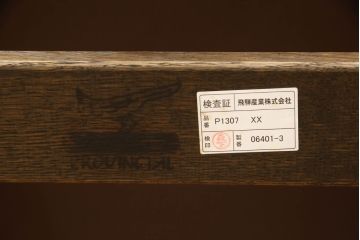 検査証 飛騨産業株式会社
品番 P1307 XX
検印 製番 06401-3
PROVINCIAL